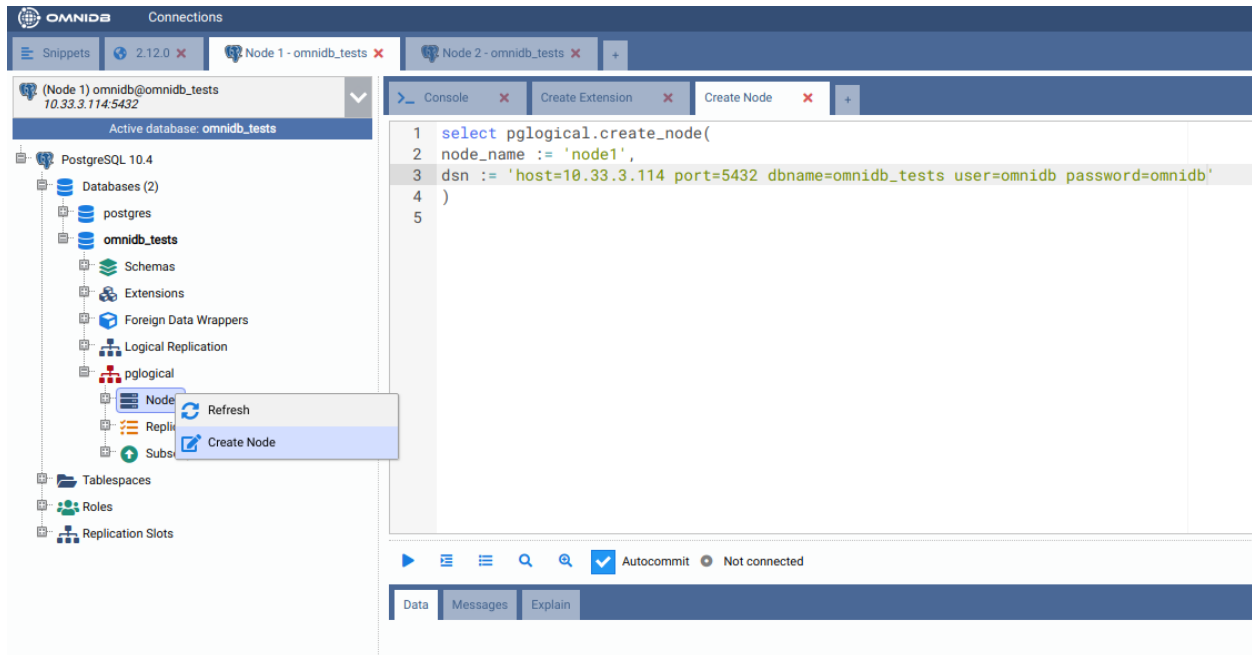 OMNIDB Connections
Snippets 2.12.0 Node 1 - omnidb_tests Node 2 - omnidb_tests +
(Node 1) omnidb@omnidb_tests
10.33.3.114:5432
Active database: omnidb_tests
PostgreSQL 10.4
Databases (2)
postgres
omnidb_tests
Schemas
Extensions
Foreign Data Wrappers
Logical Replication
pglogical
Node
Repli
Subs
Refresh
Create Node
Tablespaces
Roles
Replication Slots
>_ Console Create Extension Create Node +
1 select pglogical.create_node(
2 node_name := 'node1',
3 dsn := 'host=10.33.3.114 port=5432 dbname=omnidb_tests user=omnidb password=omnidb'
4 )
5
Autocommit Not connected
Data Messages Explain